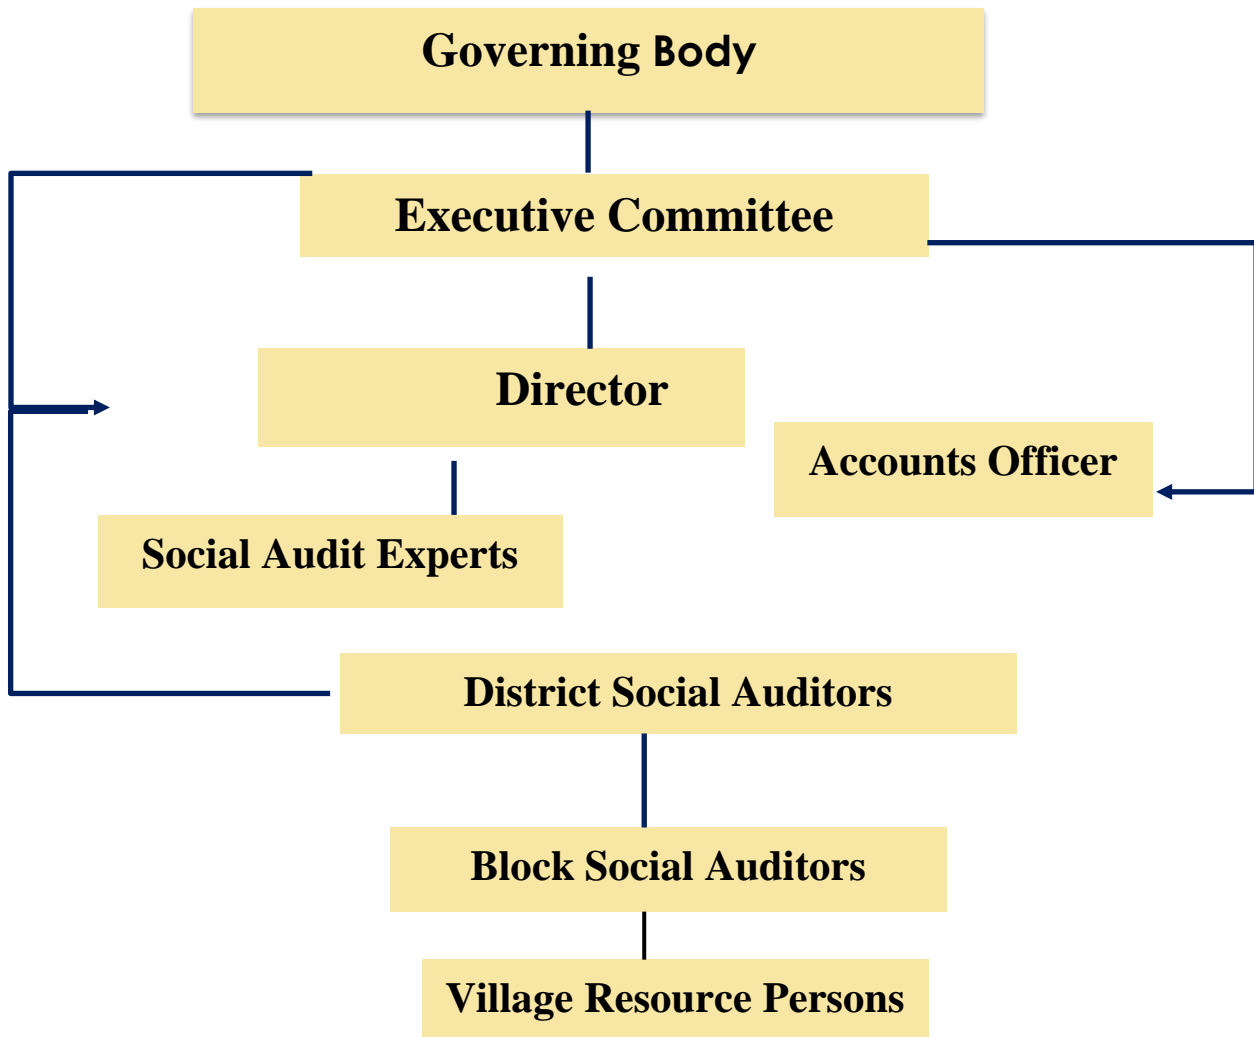 Governing Body
Executive Committee
Director
Accounts Officer
Social Audit Experts
District Social Auditors
Block Social Auditors
Village Resource Persons